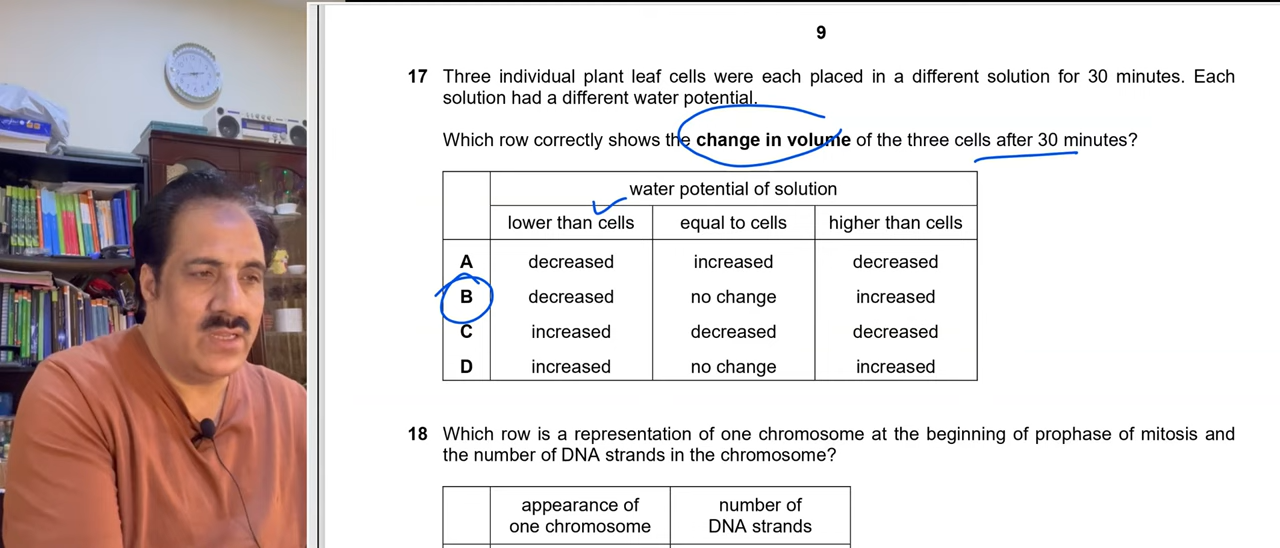 9
17 Three individual plant leaf cells were each placed in a different solution for 30 minutes. Each
solution had a different water potential.
Which row correctly shows the change in volume of the three cells after 30 minutes?
water potential of solution
lower than cells equal to cells higher than cells
A decreased increased decreased
B decreased no change increased
C increased decreased decreased
D increased no change increased
18 Which row is a representation of one chromosome at the beginning of prophase of mitosis and
the number of DNA strands in the chromosome?
appearance of number of
one chromosome DNA strands